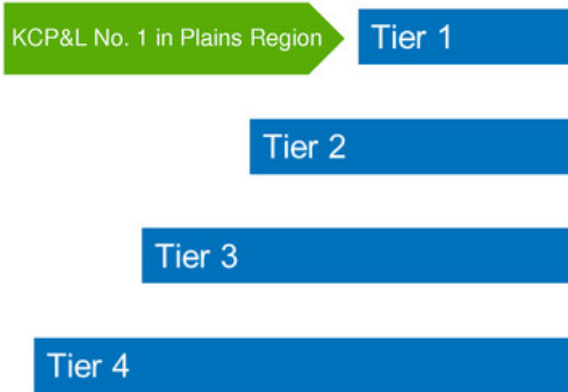 KCP&L No. 1 in Plains Region
Tier 1
Tier 2
Tier 3
Tier 4